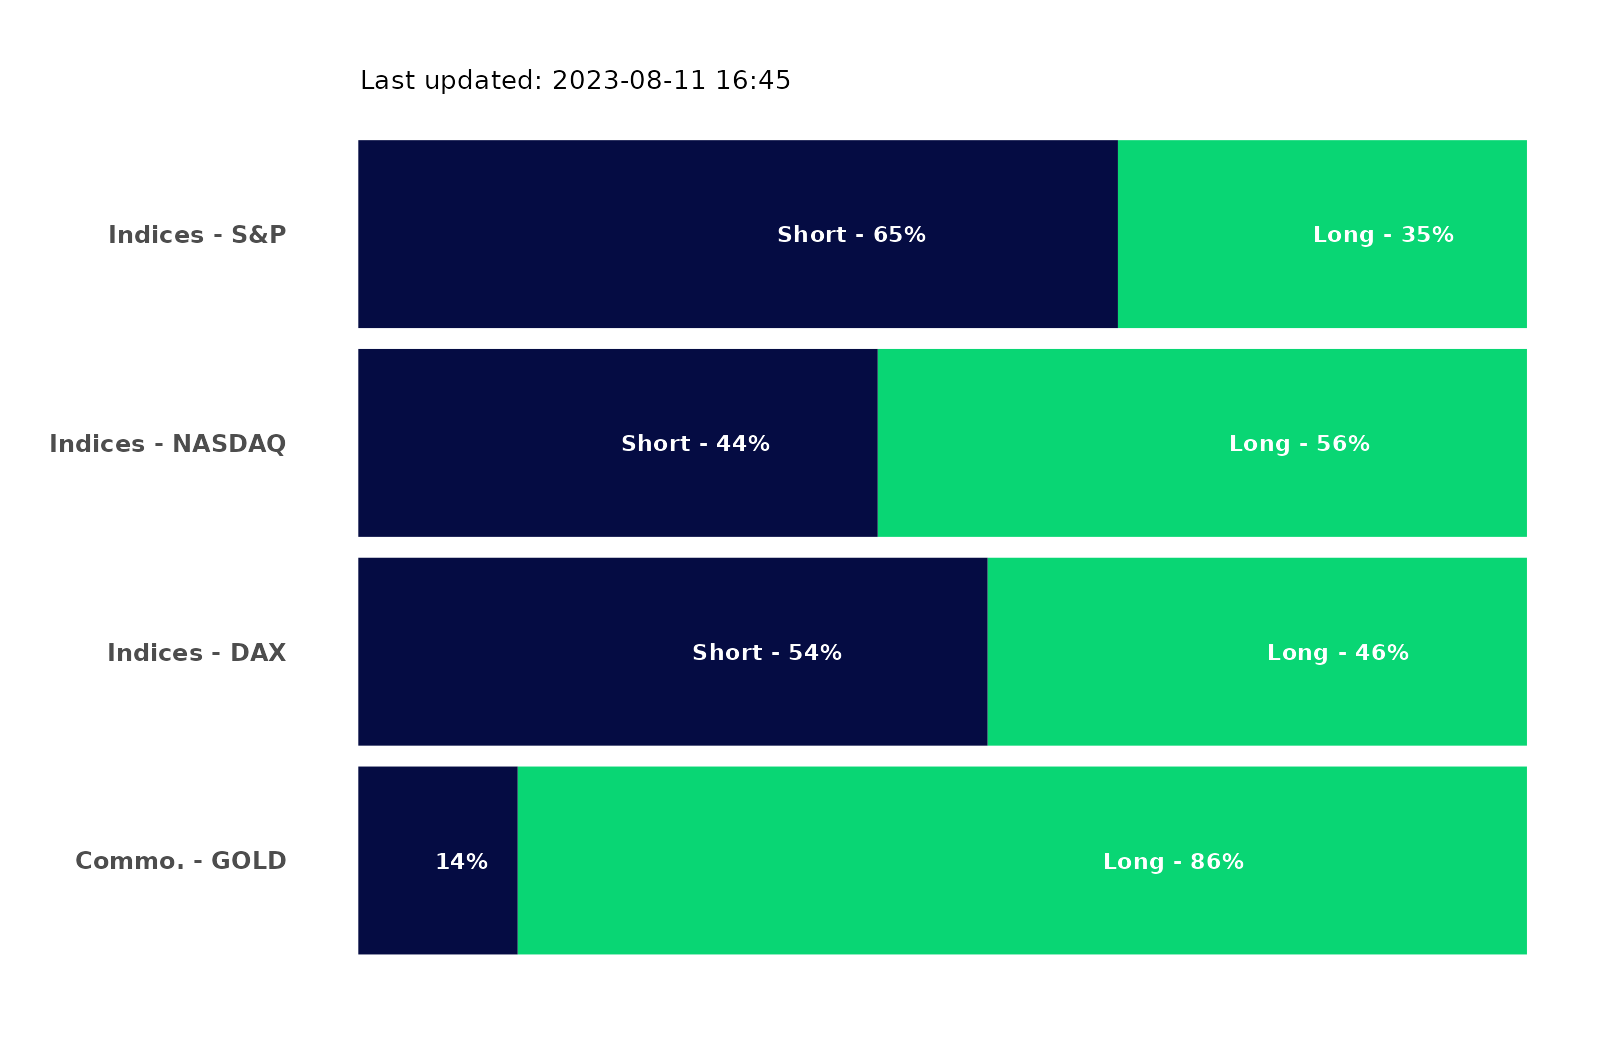 Last updated: 2023-08-11 16:45
Indices - S&P
Short - 65%
Long - 35%
Indices - NASDAQ
Short - 44%
Long - 56%
Indices - DAX
Short - 54%
Long - 46%
Commo. - GOLD
14%
Long - 86%